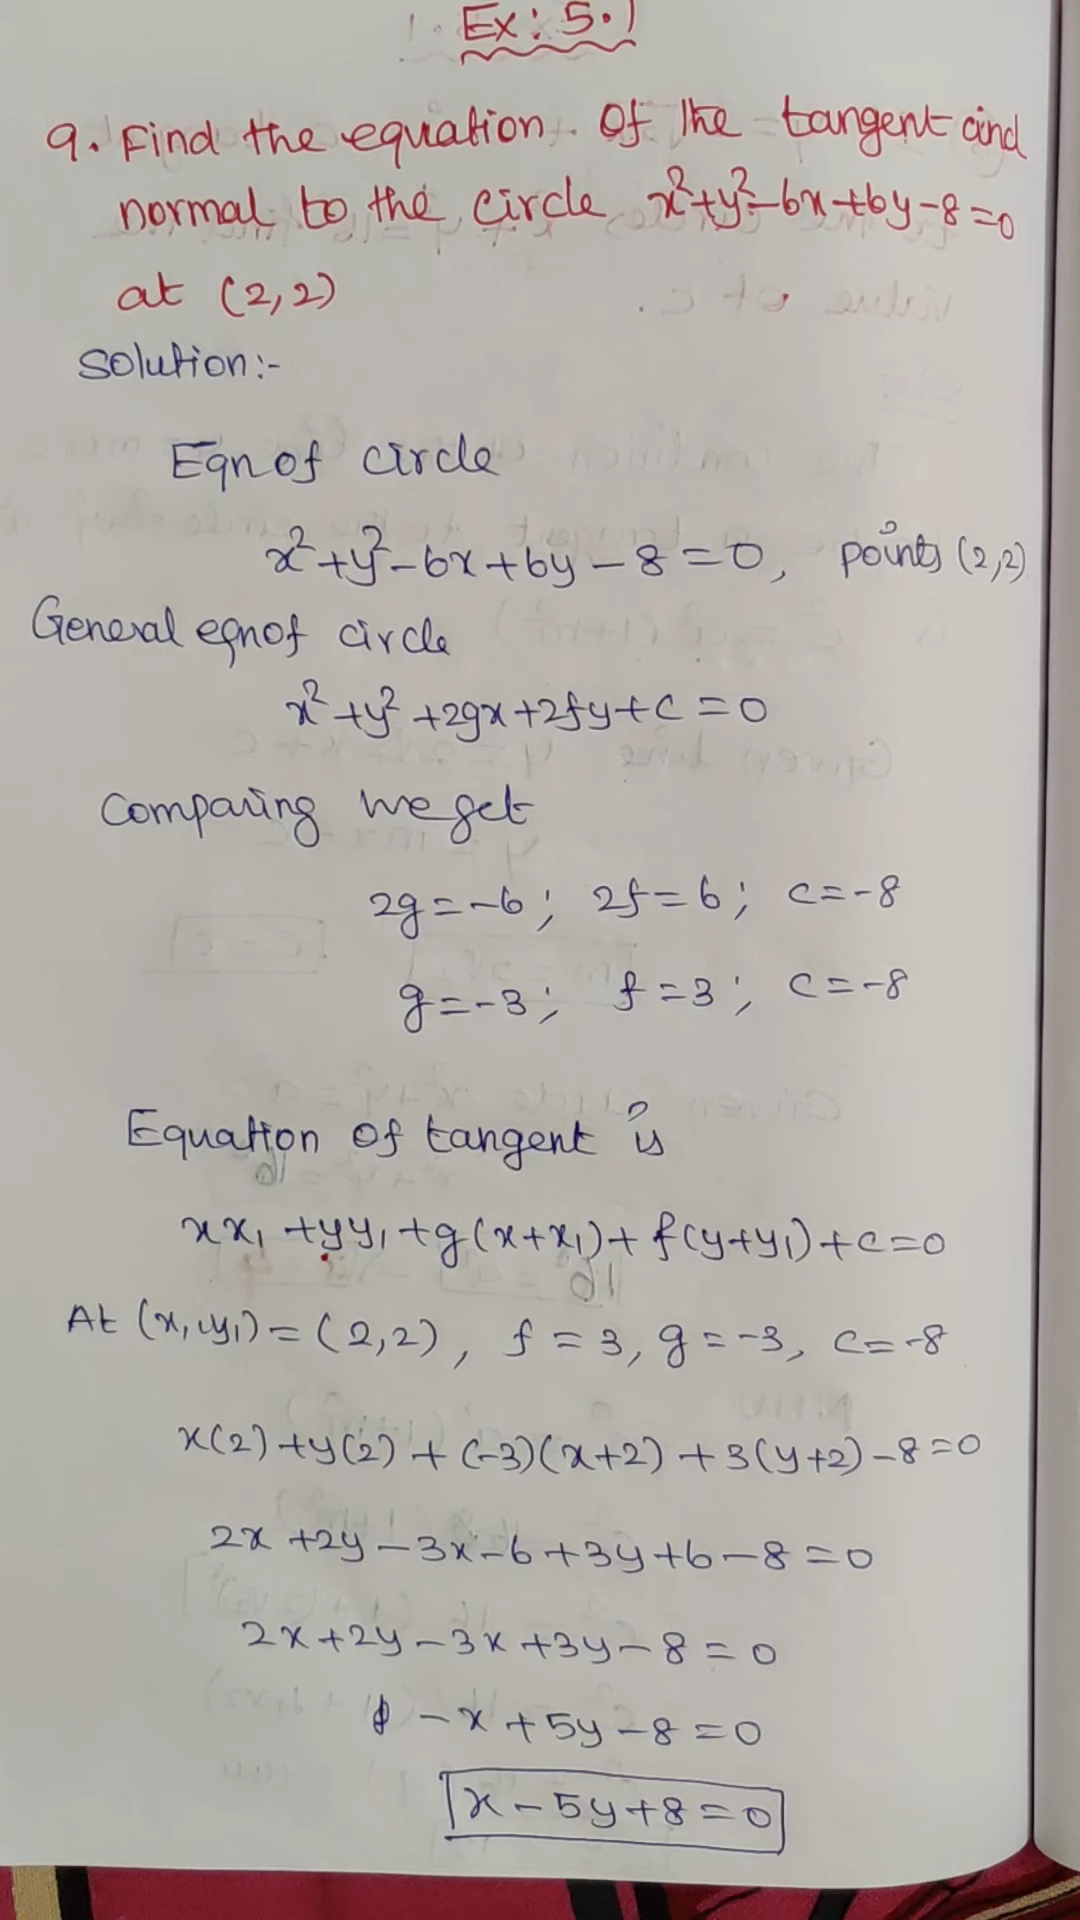 Ex: 5.1
9. Find the equation of the tangent and
normal to the circle x²+y²-6x+6y-8=0
at (2,2)
Solution:-
Eqn of circle
x²+y²-6x+6y-8=0, points (2,2)
General eqn of circle
x²+y²+2gx+2fy+c=0
Comparing we get
2g=-6; 2f=6; c=-8
g=-3; f=3; c=-8
Equation of tangent is
xx₁+yy₁+g(x+x₁)+f(y+y₁)+c=0
At (x₁,y₁)=(2,2), f=3, g=-3, c=-8
x(2)+y(2)+(-3)(x+2)+3(y+2)-8=0
2x+2y-3x-6+3y+6-8=0
2x+2y-3x+3y-8=0
-x+5y-8=0
x-5y+8=0